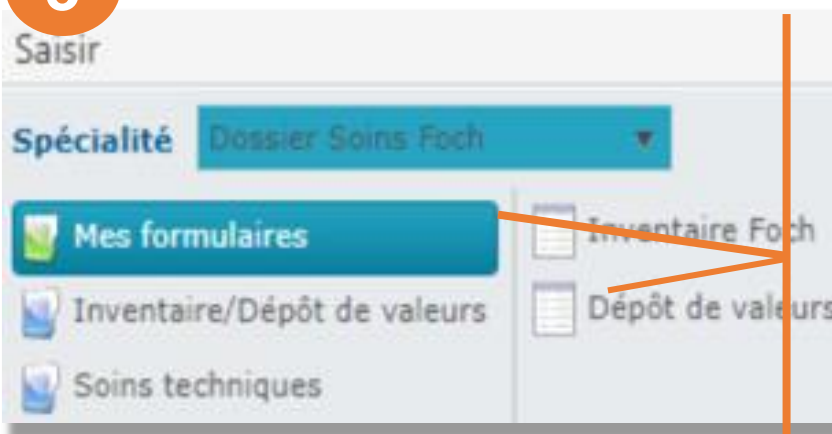 Saisir
Spécialité Dossier Soins Foch
Mes formulaires
Inventaire/Dépôt de valeurs
Soins techniques
Inventaire Foch
Dépôt de valeurs